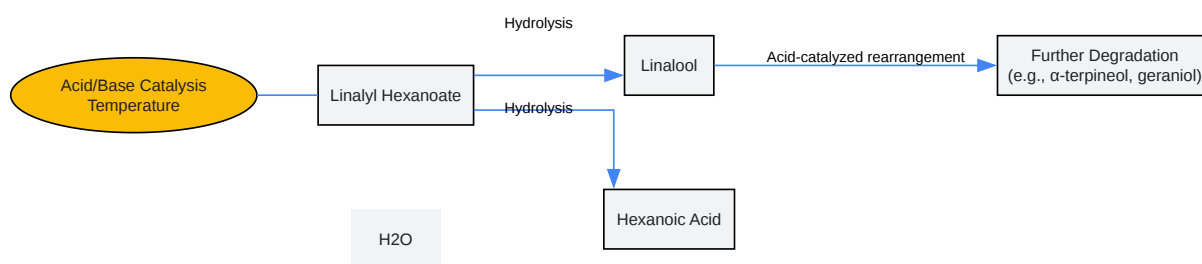 Hydrolysis
Acid/Base Catalysis
Temperature
Linalyl Hexanoate
Linalool
Acid-catalyzed rearrangement
Further Degradation
(e.g., α-terpineol, geraniol)
Hydrolysis
Hexanoic Acid
H2O